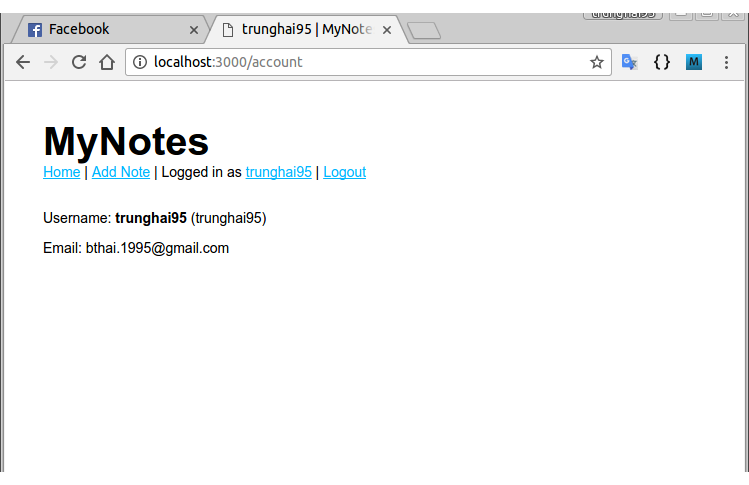 trunghai95
Facebook
trunghai95 | MyNote
localhost:3000/account
MyNotes
Home | Add Note | Logged in as trunghai95 | Logout
Username: trunghai95 (trunghai95)
Email: bthai.1995@gmail.com